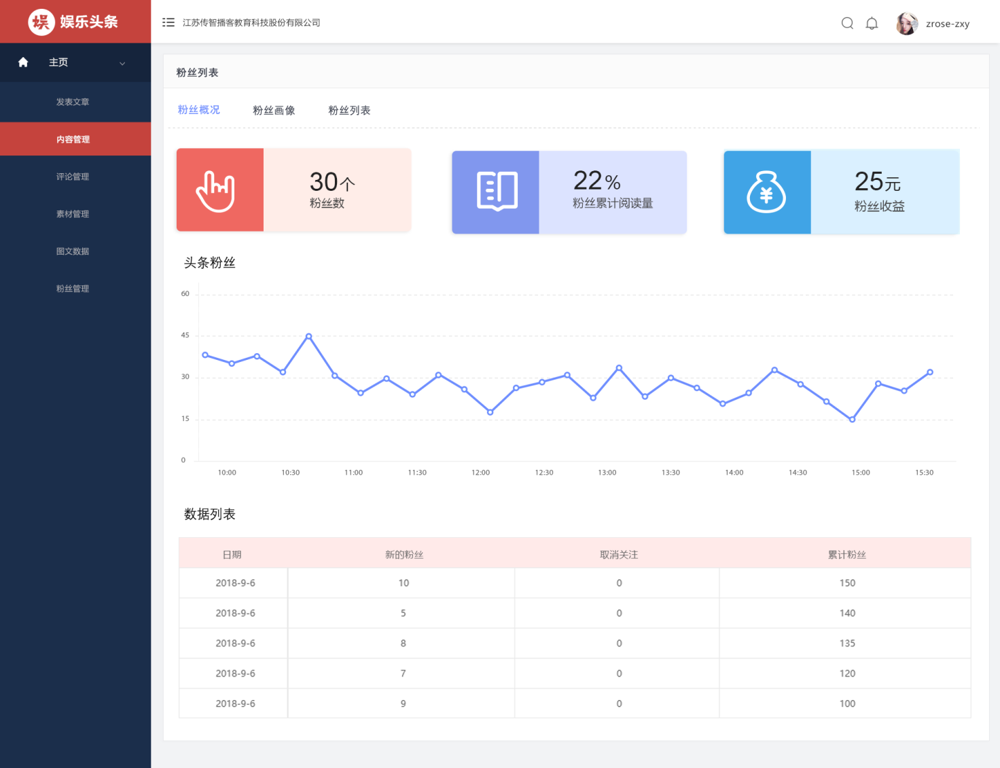 娱 娱乐头条
江苏传智播客教育科技股份有限公司
zrose-zxy
主页
发表文章
内容管理
评论管理
素材管理
图文数据
粉丝管理
粉丝列表
粉丝概况 粉丝画像 粉丝列表
30个
粉丝数
22%
粉丝累计阅读量
25元
粉丝收益
头条粉丝
60
45
30
15
0
10:00 10:30 11:00 11:30 12:00 12:30 13:00 13:30 14:00 14:30 15:00 15:30
数据列表
日期 新的粉丝 取消关注 累计粉丝
2018-9-6 10 0 150
2018-9-6 5 0 140
2018-9-6 8 0 135
2018-9-6 7 0 120
2018-9-6 9 0 100